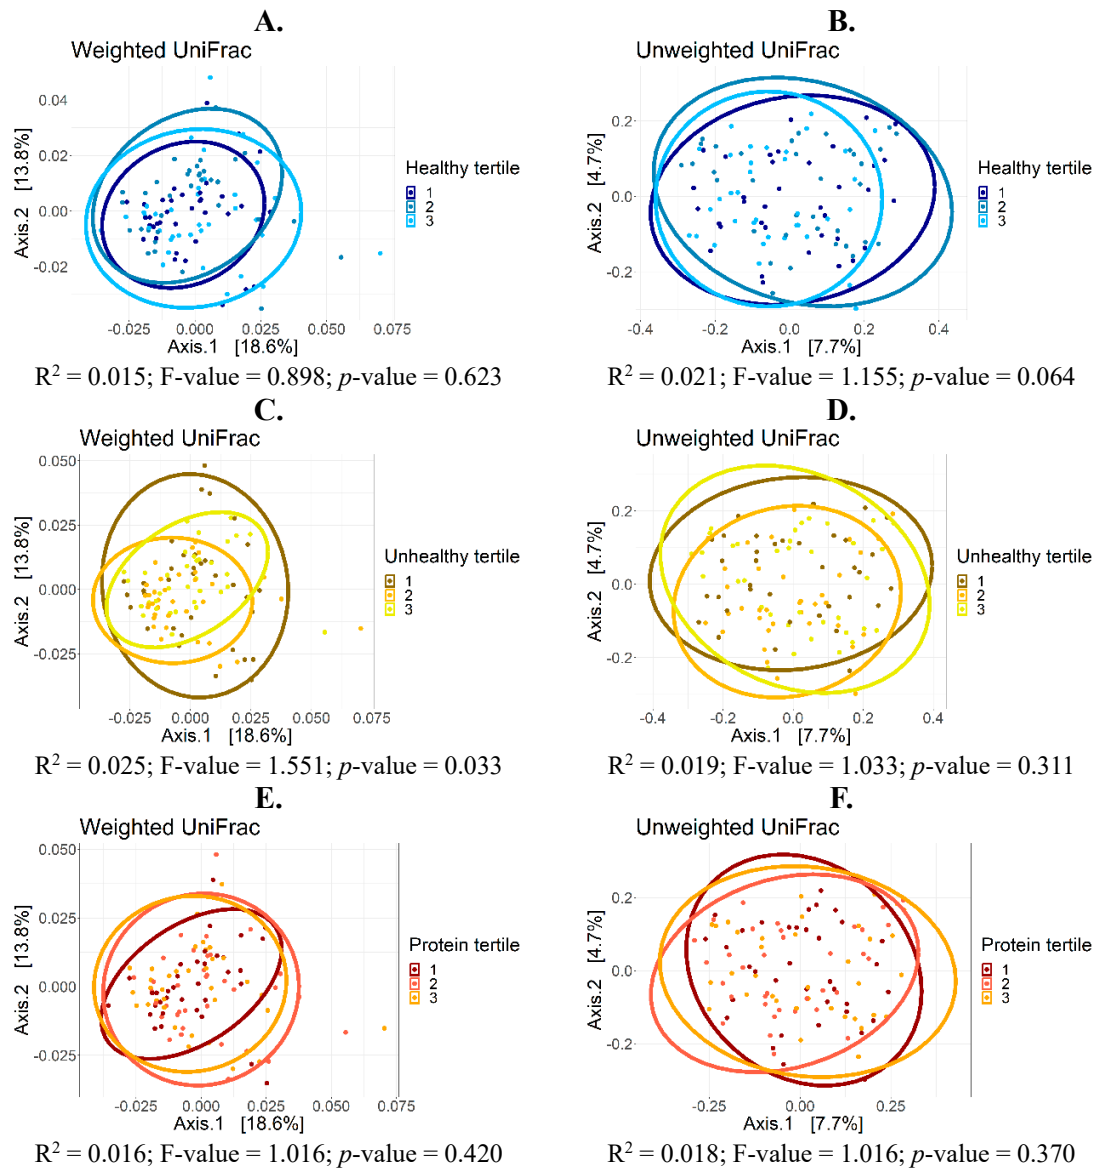 A.
Weighted UniFrac
0.04
0.02
0.00
-0.02
Axis.2 [13.8%]
-0.025 0.000 0.025 0.050 0.075
Axis.1 [18.6%]
Healthy tertile
1
2
3
R² = 0.015; F-value = 0.898; p-value = 0.623
B.
Unweighted UniFrac
0.2
0.0
-0.2
Axis.2 [4.7%]
-0.4 -0.2 0.0 0.2 0.4
Axis.1 [7.7%]
Healthy tertile
1
2
3
R² = 0.021; F-value = 1.155; p-value = 0.064
C.
Weighted UniFrac
0.050
0.025
0.000
-0.025
Axis.2 [13.8%]
-0.025 0.000 0.025 0.050 0.075
Axis.1 [18.6%]
Unhealthy tertile
1
2
3
R² = 0.025; F-value = 1.551; p-value = 0.033
D.
Unweighted UniFrac
0.2
0.0
-0.2
Axis.2 [4.7%]
-0.4 -0.2 0.0 0.2 0.4
Axis.1 [7.7%]
Unhealthy tertile
1
2
3
R² = 0.019; F-value = 1.033; p-value = 0.311
E.
Weighted UniFrac
0.050
0.025
0.000
-0.025
Axis.2 [13.8%]
-0.025 0.000 0.025 0.050 0.075
Axis.1 [18.6%]
Protein tertile
1
2
3
R² = 0.016; F-value = 1.016; p-value = 0.420
F.
Unweighted UniFrac
0.2
0.0
-0.2
Axis.2 [4.7%]
-0.25 0.00 0.25
Axis.1 [7.7%]
Protein tertile
1
2
3
R² = 0.018; F-value = 1.016; p-value = 0.370